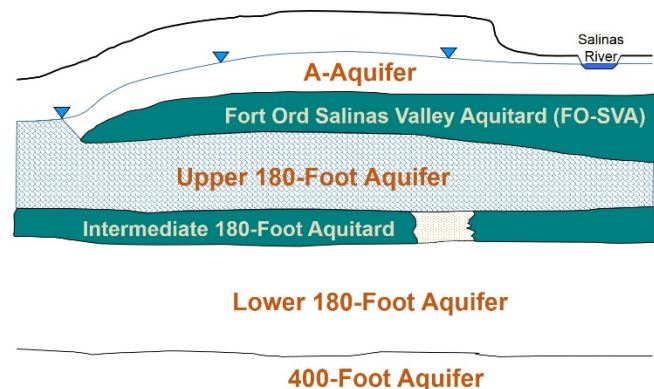 Salinas
River
A-Aquifer
Fort Ord Salinas Valley Aquitard (FO-SVA)
Upper 180-Foot Aquifer
Intermediate 180-Foot Aquitard
Lower 180-Foot Aquifer
400-Foot Aquifer